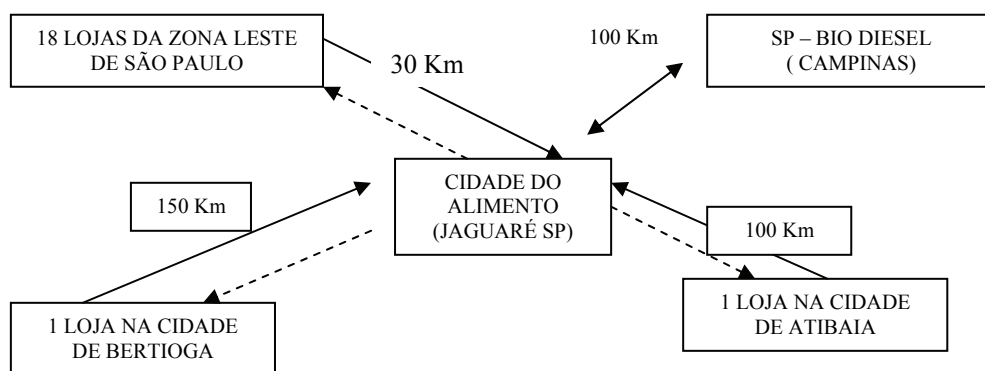 18 LOJAS DA ZONA LESTE
DE SÃO PAULO
30 Km
100 Km
SP – BIO DIESEL
( CAMPINAS)
CIDADE DO
ALIMENTO
(JAGUARÉ SP)
150 Km
100 Km
1 LOJA NA CIDADE
DE BERTIOGA
1 LOJA NA CIDADE
DE ATIBAIA